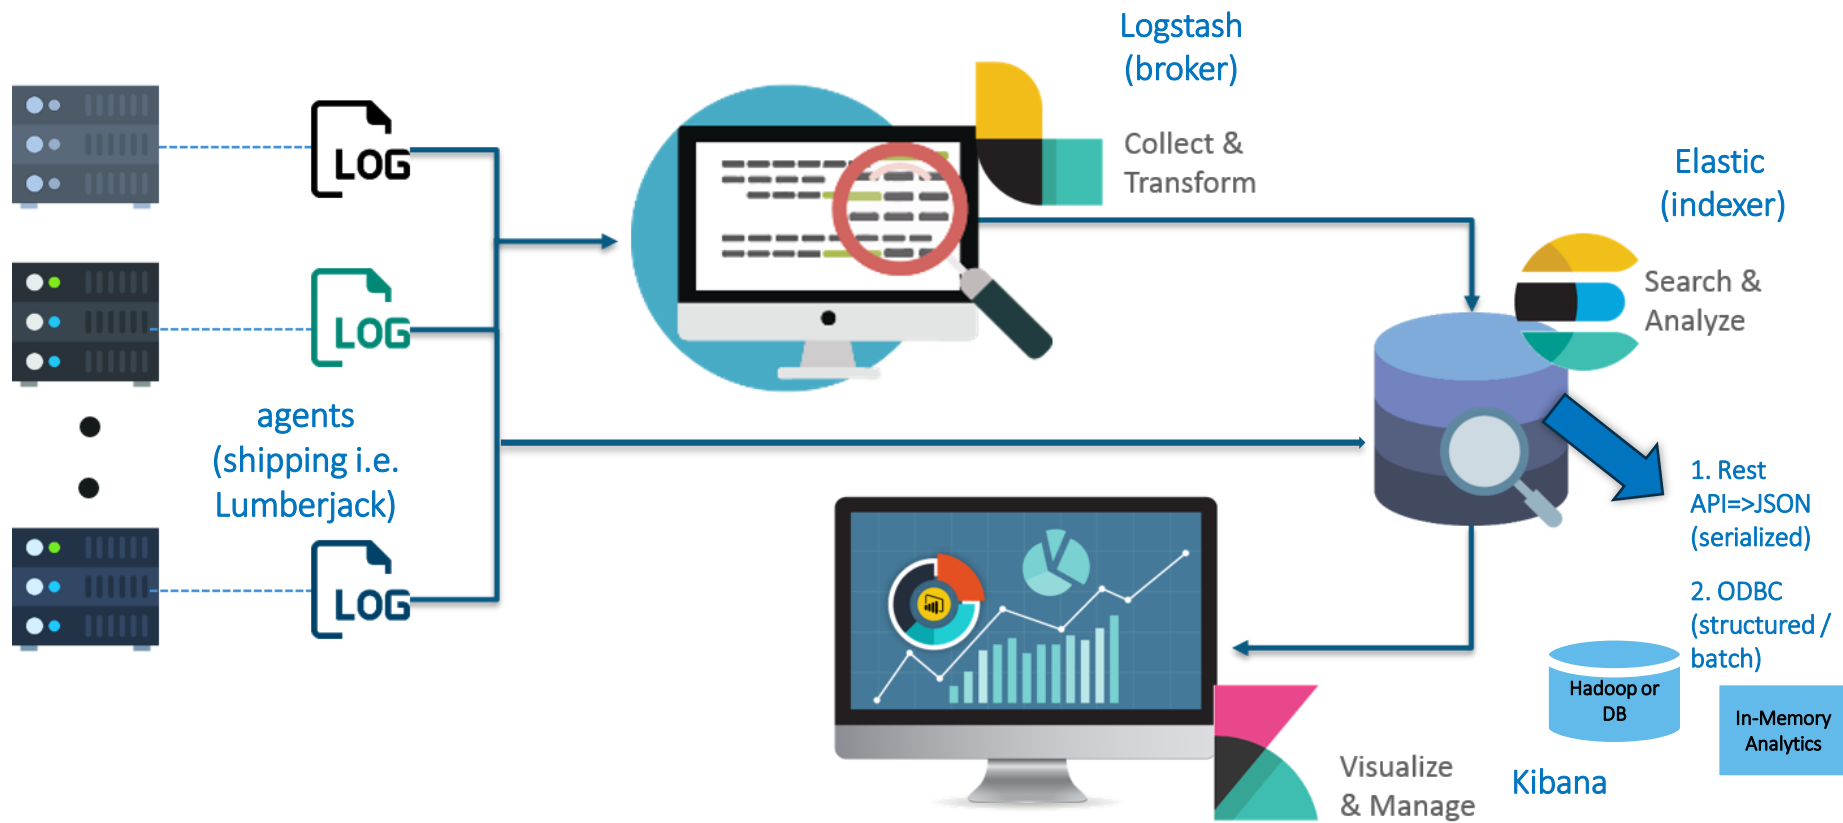 Logstash
(broker)
Collect &
Transform
Elastic
(indexer)
Search &
Analyze
LOG
LOG
LOG
agents
(shipping i.e.
Lumberjack)
1. Rest
API=>JSON
(serialized)
2. ODBC
(structured /
batch)
Hadoop or
DB
In-Memory
Analytics
Visualize
& Manage
Kibana